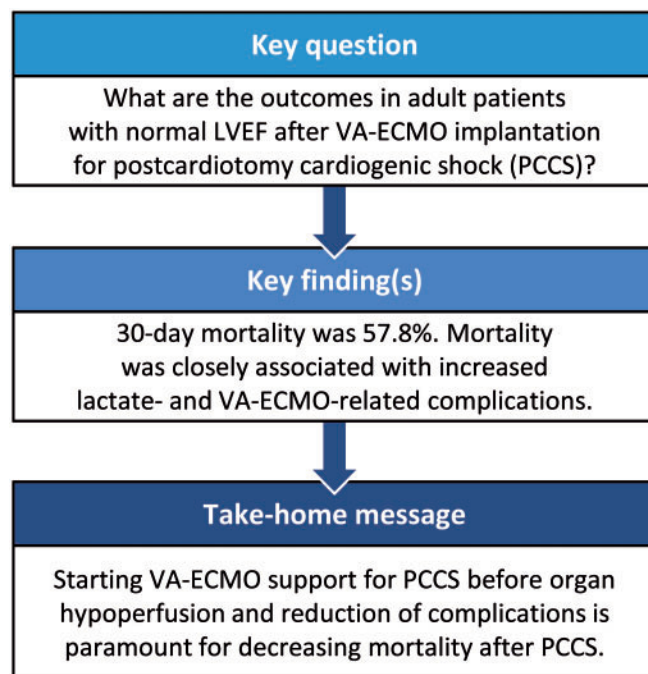 Key question
What are the outcomes in adult patients
with normal LVEF after VA-ECMO implantation
for postcardiotomy cardiogenic shock (PCCS)?
Key finding(s)
30-day mortality was 57.8%. Mortality
was closely associated with increased
lactate- and VA-ECMO-related complications.
Take-home message
Starting VA-ECMO support for PCCS before organ
hypoperfusion and reduction of complications is
paramount for decreasing mortality after PCCS.